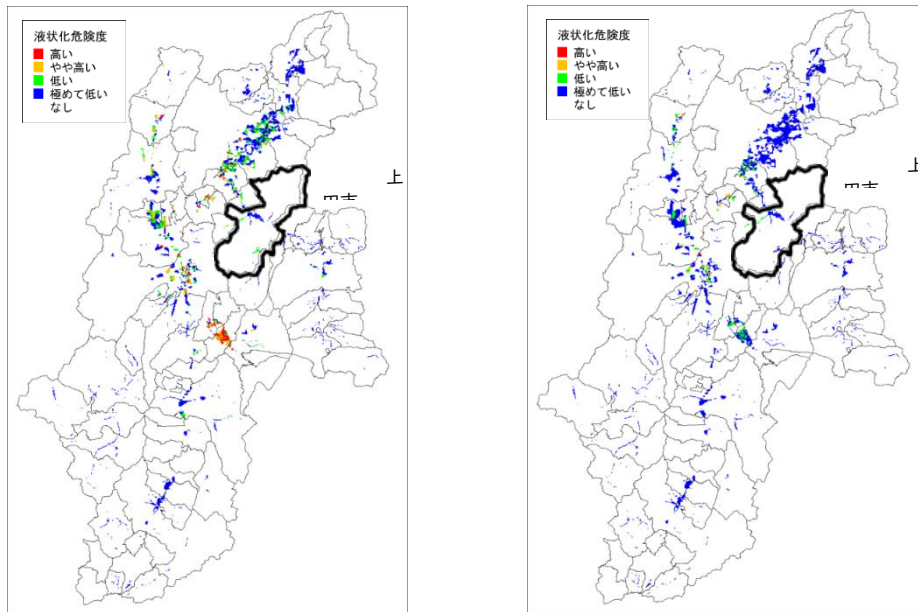 液状化危険度
高い
やや高い
低い
極めて低い
なし
上
液状化危険度
高い
やや高い
低い
極めて低い
なし
上